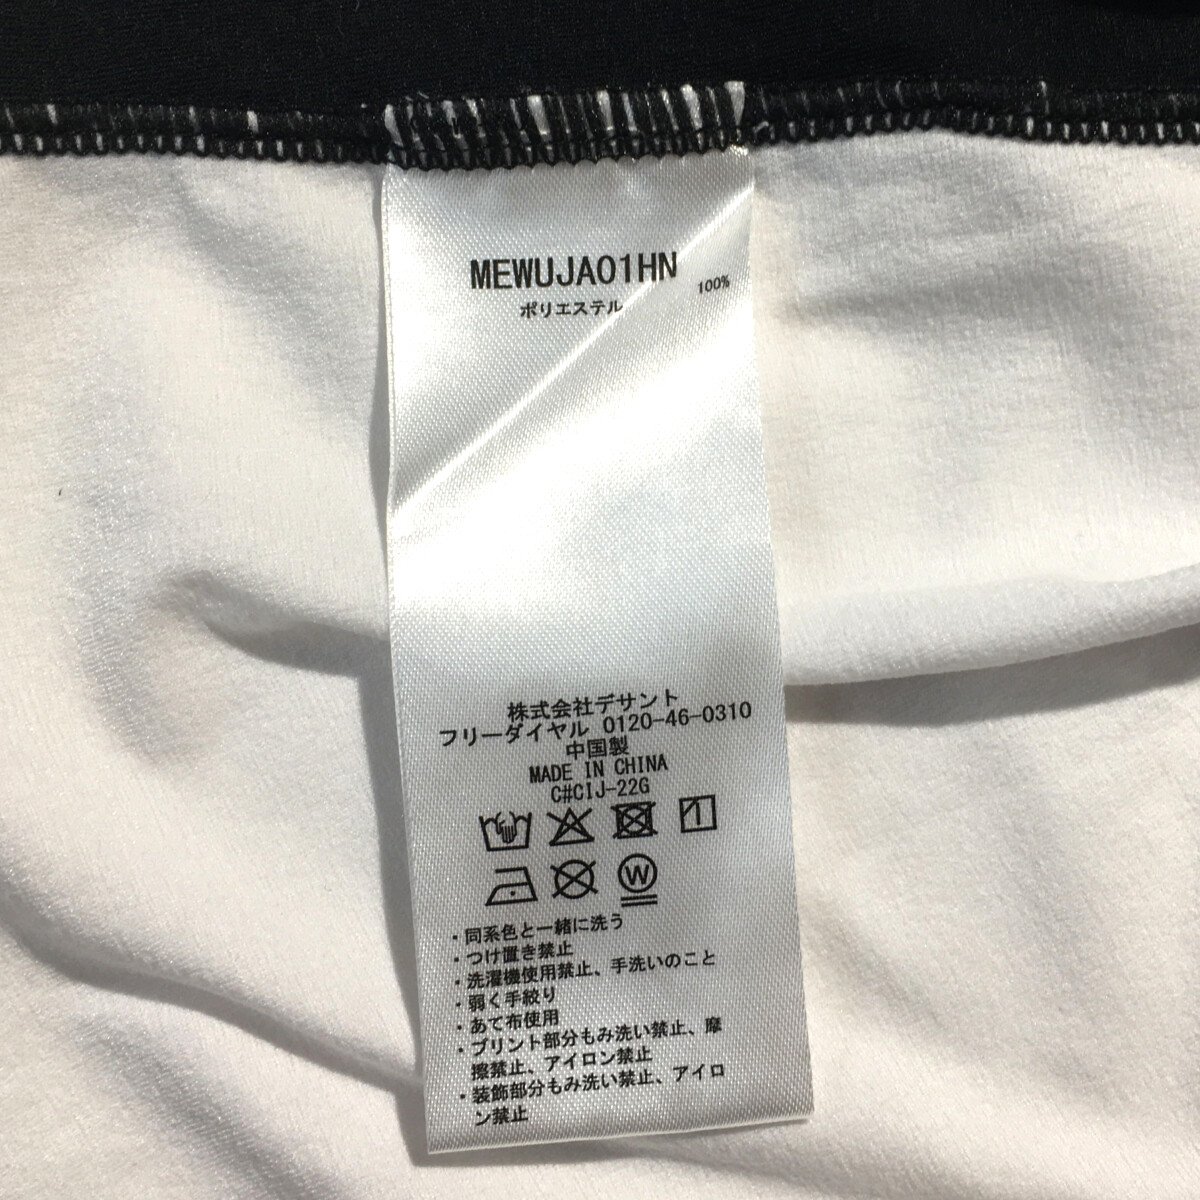 MEWUJA01HN
ポリエステル 100%
株式会社デサント
フリーダイヤル 0120-46-0310
中国製
MADE IN CHINA
C#CIJ-22G
W
・同系色と一緒に洗う
・つけ置き禁止
・洗濯機使用禁止、手洗いのこと
・弱く手絞り
・あて布使用
・プリント部分もみ洗い禁止、摩
擦禁止、アイロン禁止
・装飾部分もみ洗い禁止、アイロ
ン禁止